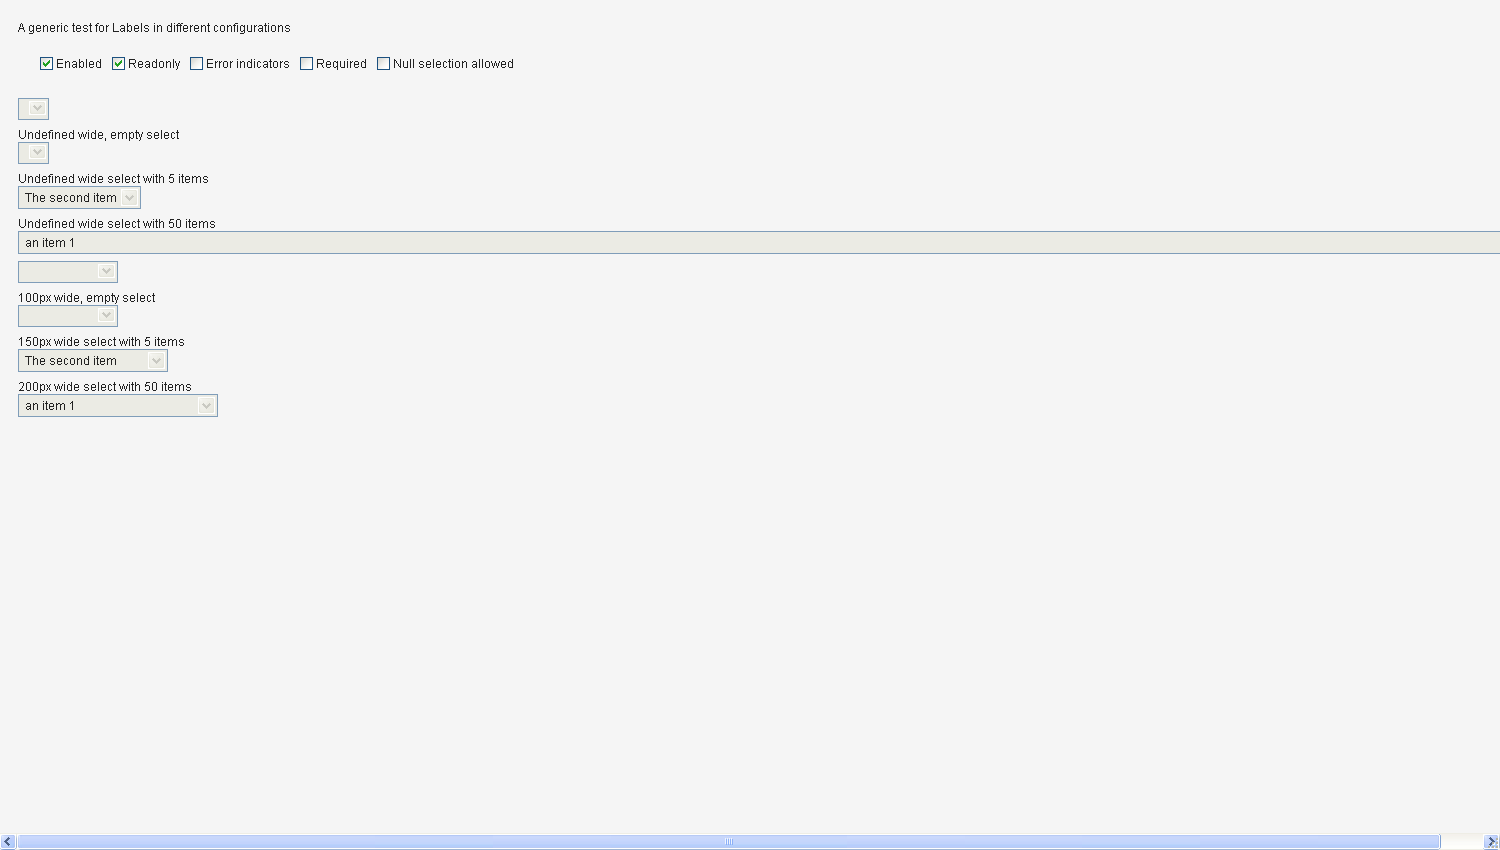 A generic test for Labels in different configurations
Enabled Readonly Error indicators Required Null selection allowed
Undefined wide, empty select
Undefined wide select with 5 items
The second item
Undefined wide select with 50 items
an item 1
100px wide, empty select
150px wide select with 5 items
The second item
200px wide select with 50 items
an item 1